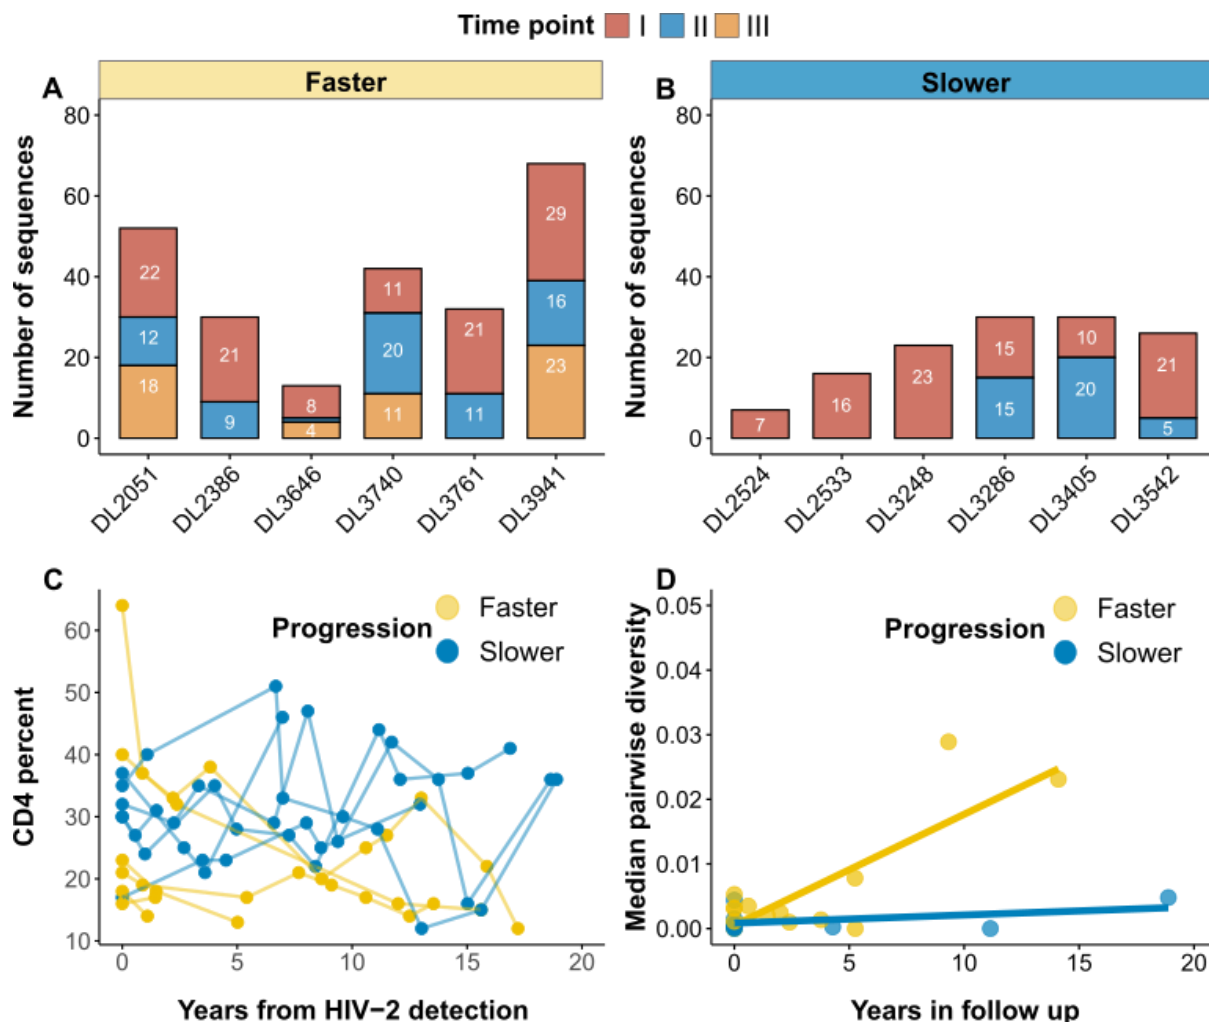 Time point I II III
A Faster
Number of sequences
80
60
40
20
0
22
12
18
21
9
8
4
11
20
11
21
11
29
16
23
DL2051 DL2386 DL3646 DL3740 DL3761 DL3941
B Slower
Number of sequences
80
60
40
20
0
7
16
23
15
15
10
20
21
5
DL2524 DL2533 DL3248 DL3286 DL3405 DL3542
C
Progression
Faster
Slower
CD4 percent
60
50
40
30
20
10
0 5 10 15 20
Years from HIV−2 detection
D
Progression
Faster
Slower
Median pairwise diversity
0.05
0.04
0.03
0.02
0.01
0.00
0 5 10 15 20
Years in follow up